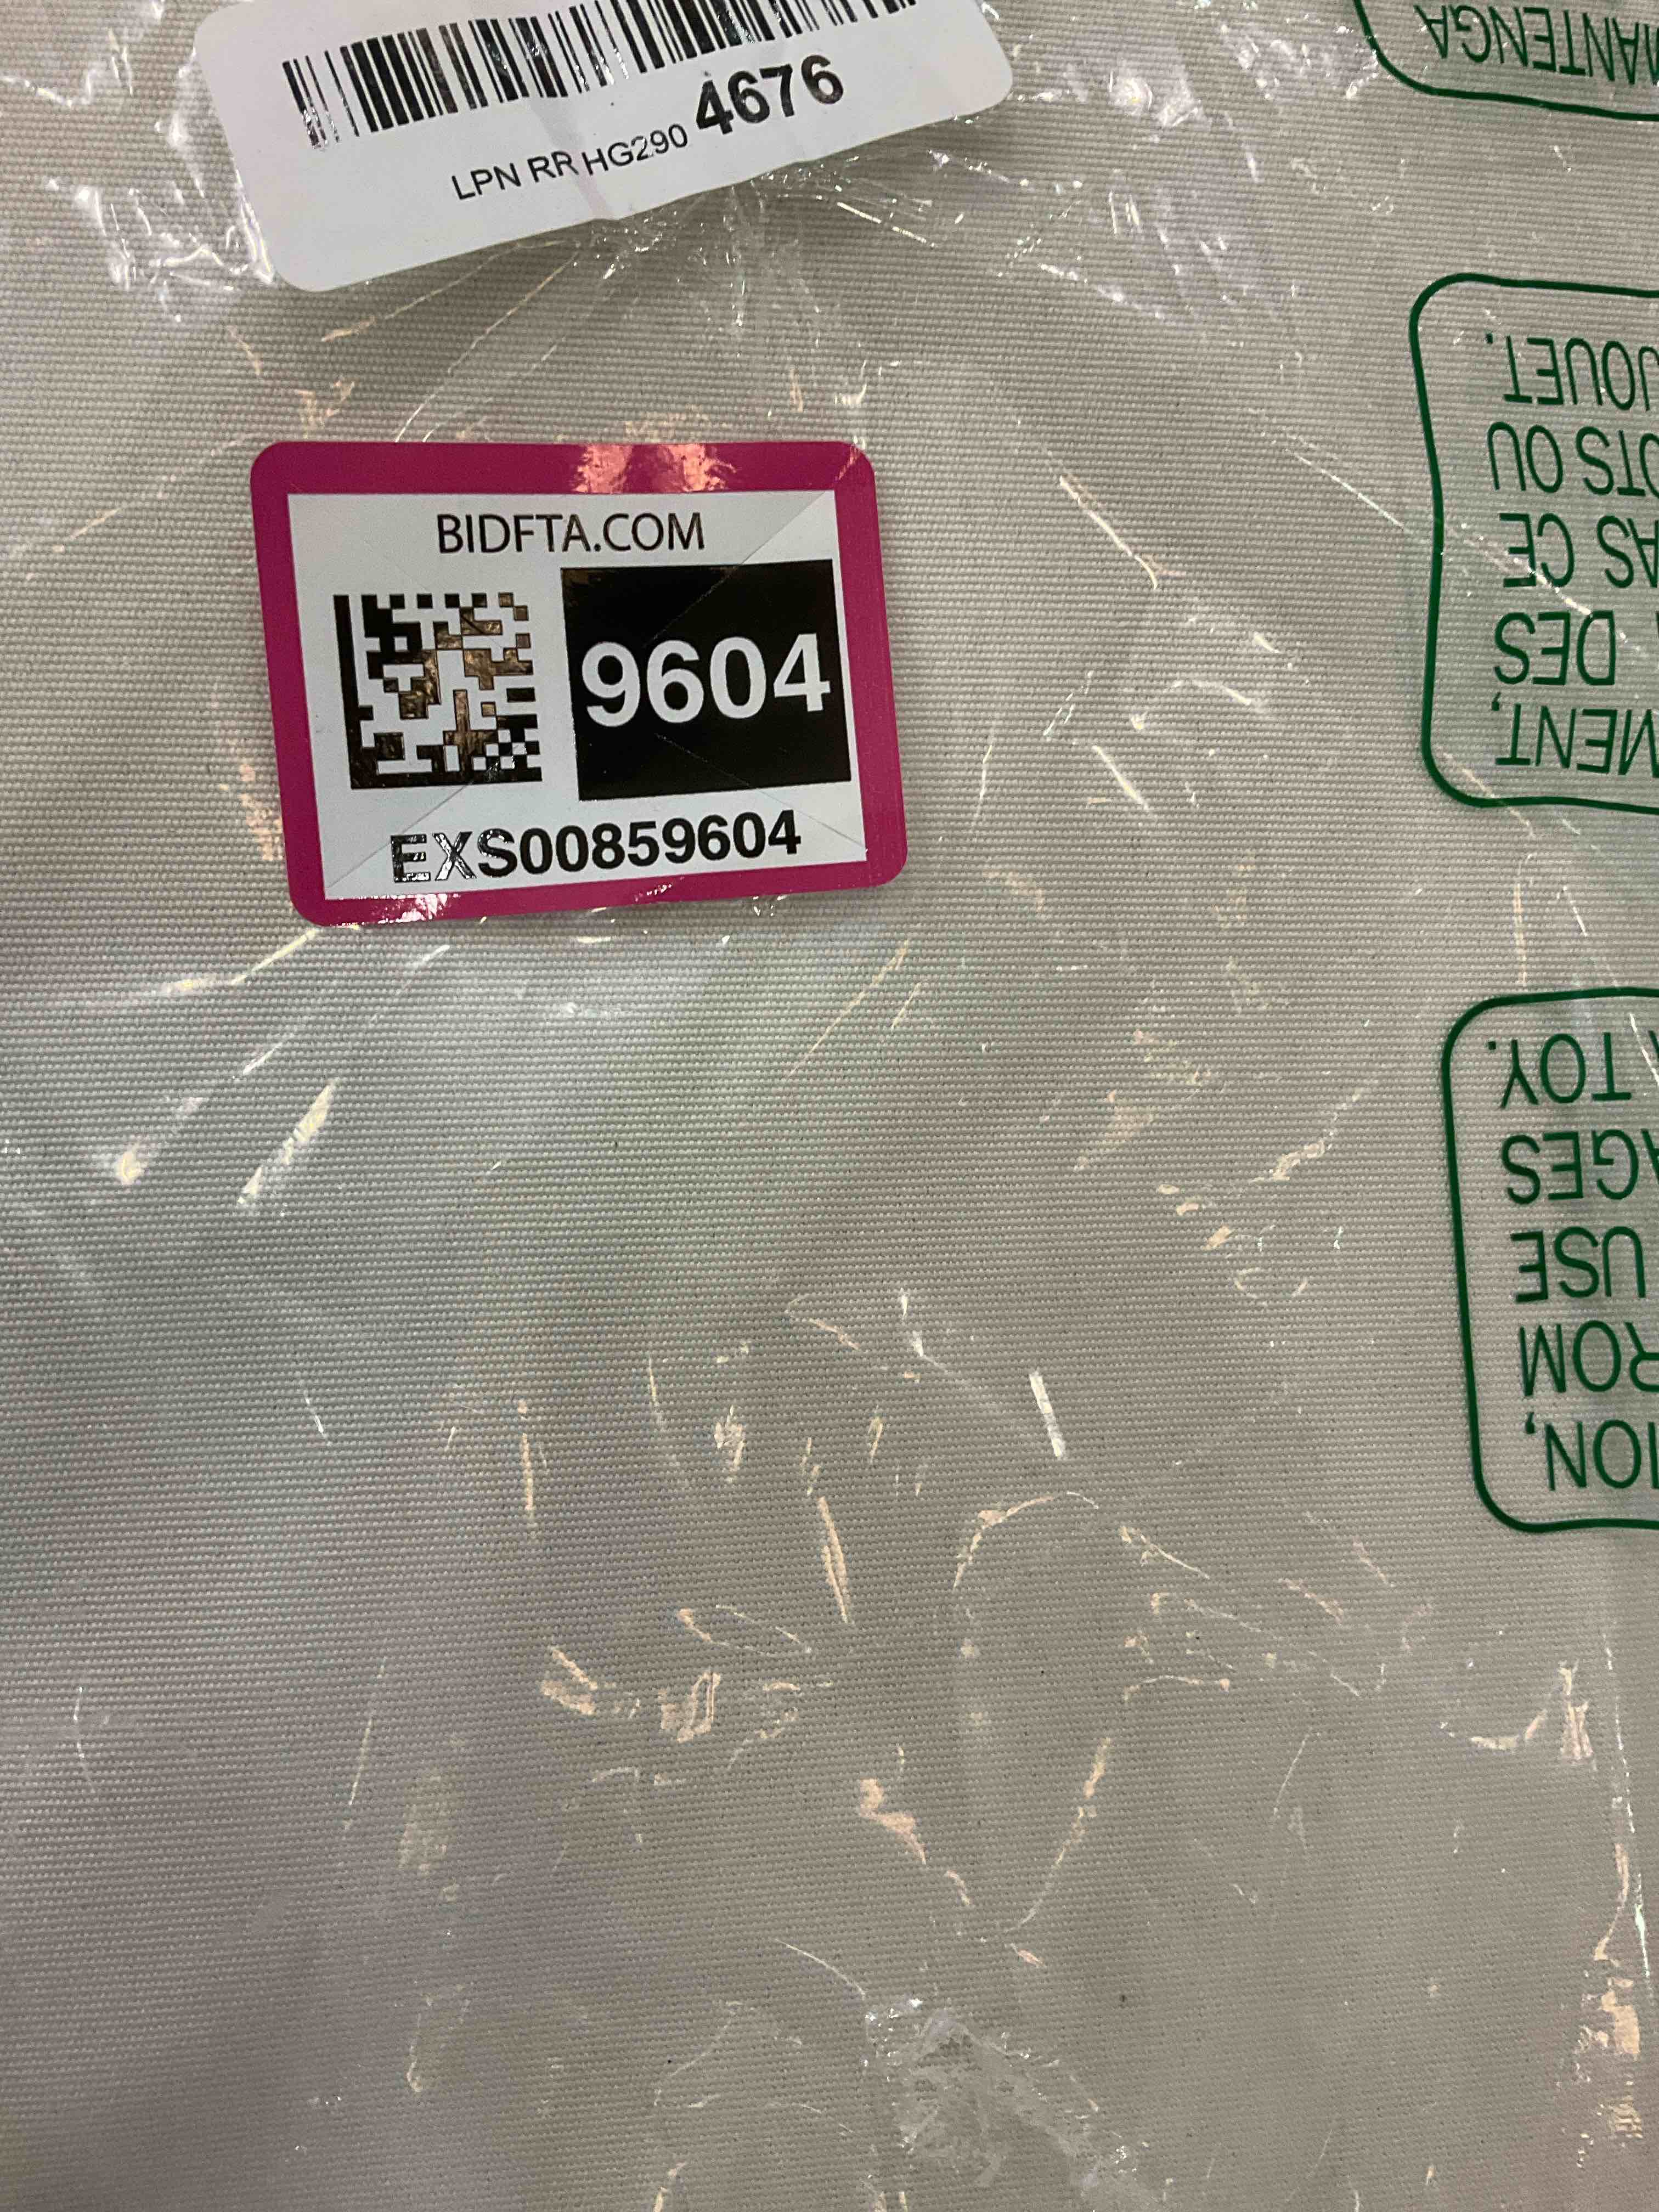 4676
LPN RR HG290
BIDFTA.COM
9604
EXS00859604
MANTENGA
MENT,
DES
AS CE
OTS OU
JOUET.
ION,
ROM
USE
AGES
A TOY.